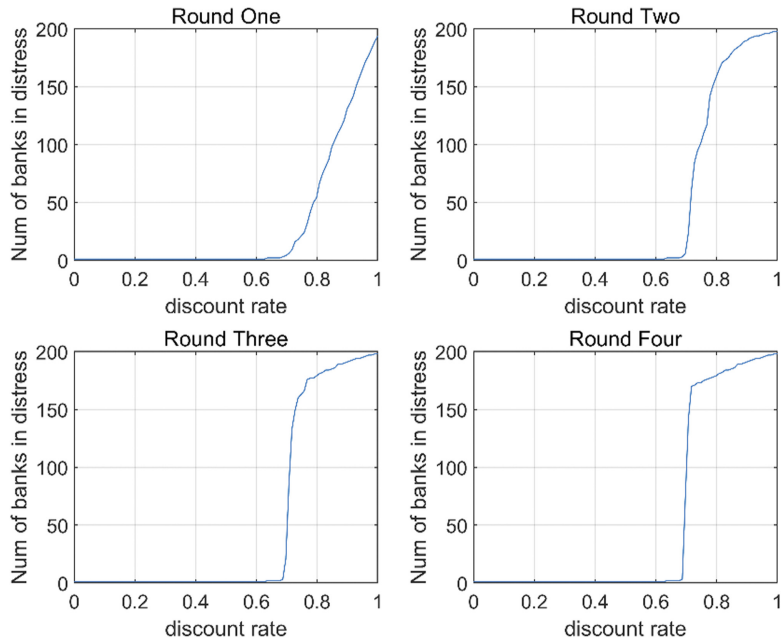 Round One
Num of banks in distress
200
150
100
50
0
0 0.2 0.4 0.6 0.8 1
discount rate
Round Two
Num of banks in distress
200
150
100
50
0
0 0.2 0.4 0.6 0.8 1
discount rate
Round Three
Num of banks in distress
200
150
100
50
0
0 0.2 0.4 0.6 0.8 1
discount rate
Round Four
Num of banks in distress
200
150
100
50
0
0 0.2 0.4 0.6 0.8 1
discount rate